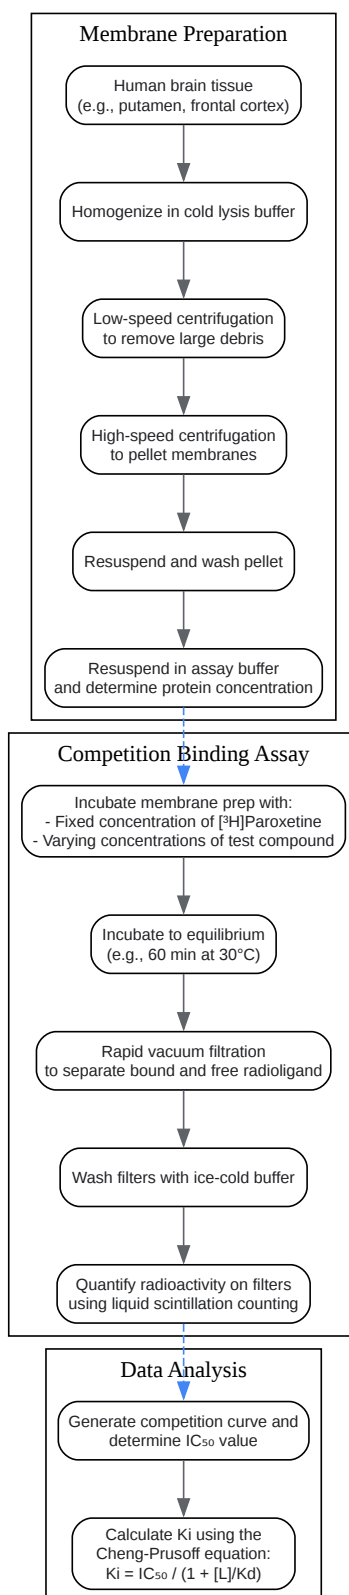 Membrane Preparation
Human brain tissue
(e.g., putamen, frontal cortex)
Homogenize in cold lysis buffer
Low-speed centrifugation
to remove large debris
High-speed centrifugation
to pellet membranes
Resuspend and wash pellet
Resuspend in assay buffer
and determine protein concentration
Competition Binding Assay
Incubate membrane prep with:
- Fixed concentration of [³H]Paroxetine
- Varying concentrations of test compound
Incubate to equilibrium
(e.g., 60 min at 30°C)
Rapid vacuum filtration
to separate bound and free radioligand
Wash filters with ice-cold buffer
Quantify radioactivity on filters
using liquid scintillation counting
Data Analysis
Generate competition curve and
determine IC₅₀ value
Calculate Ki using the
Cheng-Prusoff equation:
Ki = IC₅₀ / (1 + [L]/Kd)